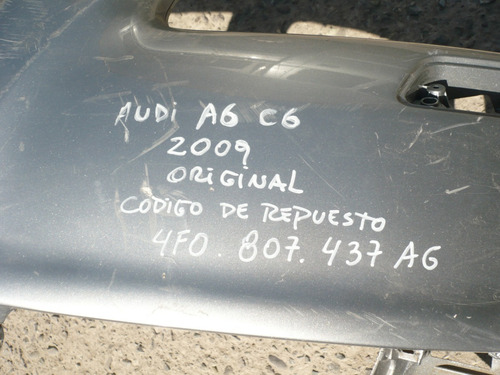 AUDI A6 C6
2009
ORIGINAL
CODIGO DE REPUESTO
4F0. 807. 437 AG